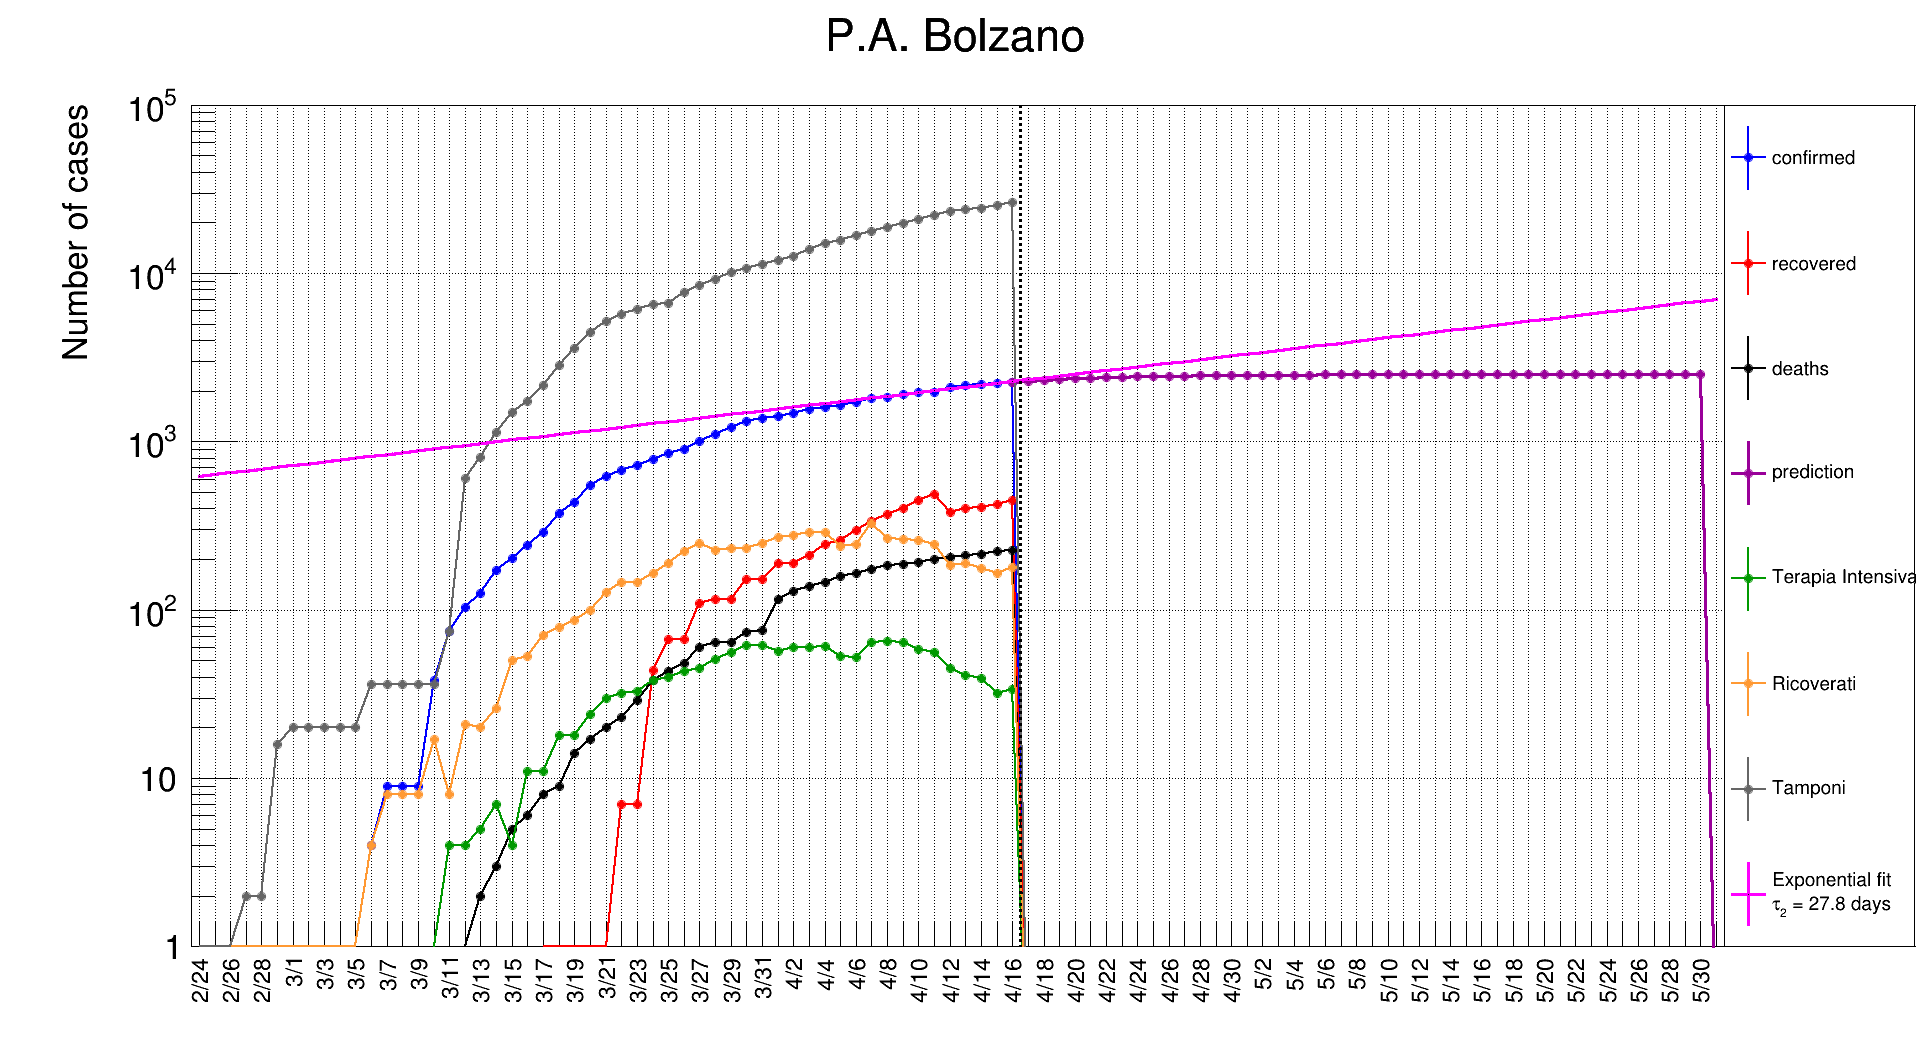 P.A. Bolzano
Number of cases
10^5
10^4
10^3
10^2
10
1
2/24 2/26 2/28 3/1 3/3 3/5 3/7 3/9 3/11 3/13 3/15 3/17 3/19 3/21 3/23 3/25 3/27 3/29 3/31 4/2 4/4 4/6 4/8 4/10 4/12 4/14 4/16 4/18 4/20 4/22 4/24 4/26 4/28 4/30 5/2 5/4 5/6 5/8 5/10 5/12 5/14 5/16 5/18 5/20 5/22 5/24 5/26 5/28 5/30
confirmed
recovered
deaths
prediction
Terapia Intensiva
Ricoverati
Tamponi
Exponential fit
τ_2 = 27.8 days